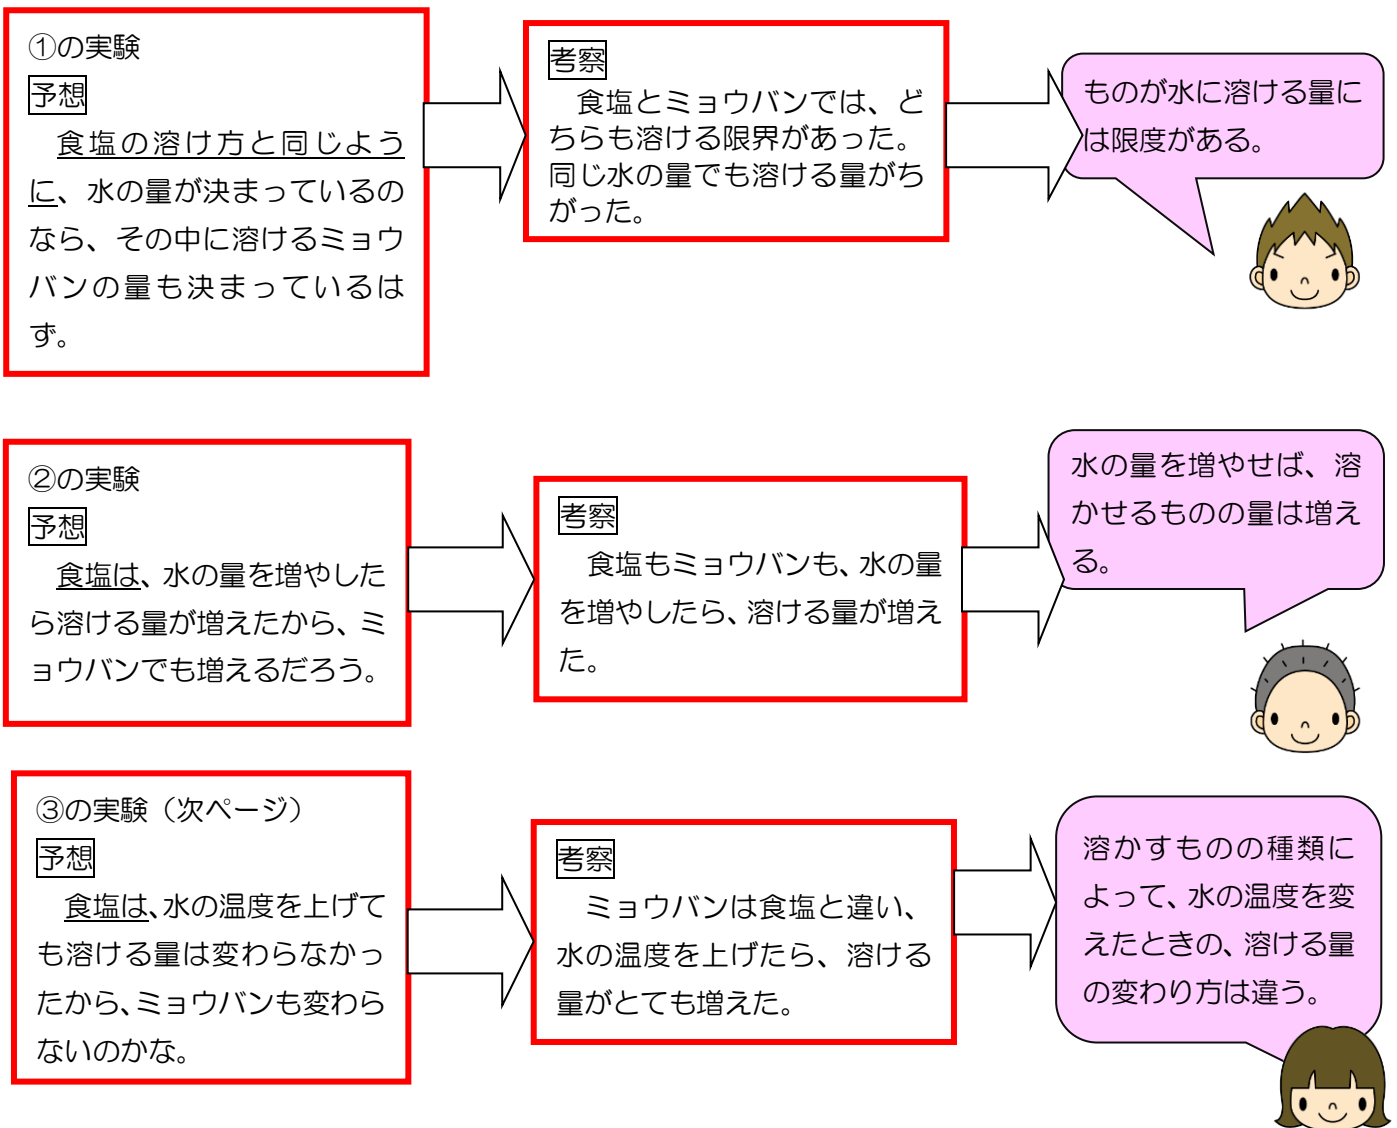 ①の実験
予想
食塩の溶け方と同じよう
に、水の量が決まっているの
なら、その中に溶けるミョウ
バンの量も決まっているは
ず。
考察
食塩とミョウバンでは、ど
ちらも溶ける限界があった。
同じ水の量でも溶ける量がち
がった。
ものが水に溶ける量に
は限度がある。
②の実験
予想
食塩は、水の量を増やした
ら溶ける量が増えたから、ミ
ョウバンでも増えるだろう。
考察
食塩もミョウバンも、水の量
を増やしたら、溶ける量が増え
た。
水の量を増やせば、溶
かせるものの量は増え
る。
③の実験（次ページ）
予想
食塩は、水の温度を上げて
も溶ける量は変わらなかっ
たから、ミョウバンも変わら
ないのかな。
考察
ミョウバンは食塩と違い、
水の温度を上げたら、溶ける
量がとても増えた。
溶かすものの種類に
よって、水の温度を変
えたときの、溶ける量
の変わり方は違う。